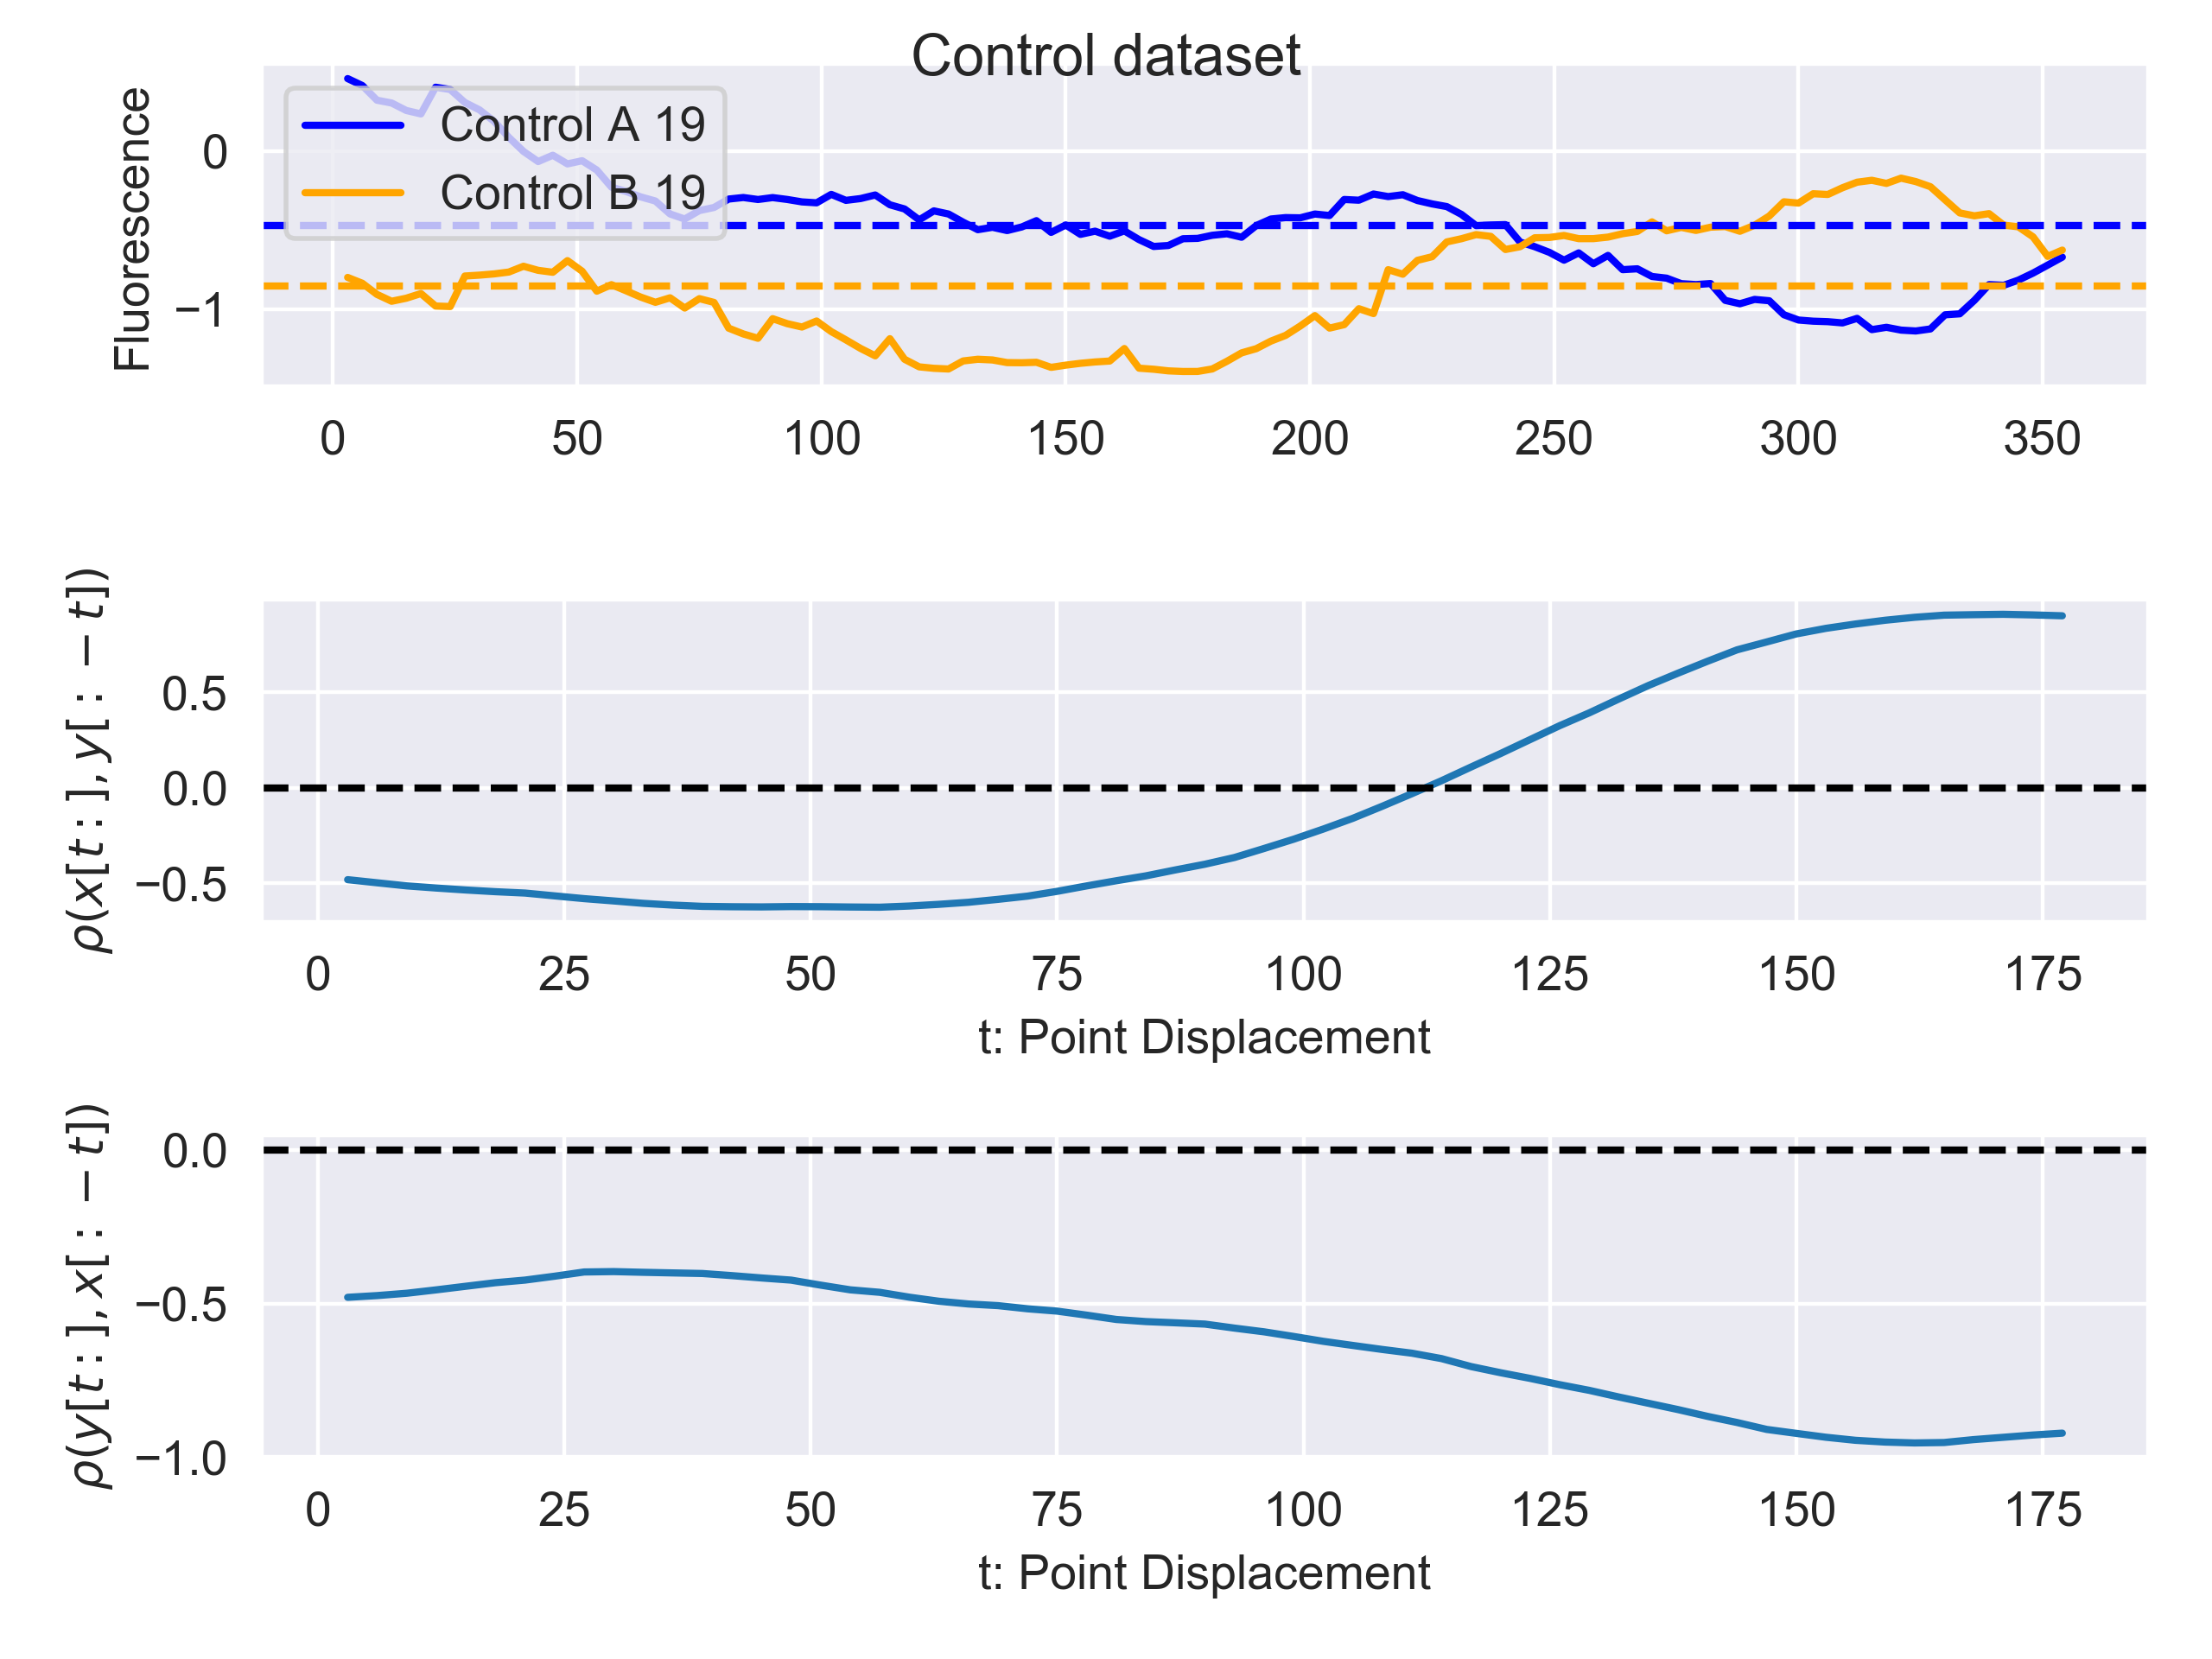 Control dataset
Fluorescence
Control A 19
Control B 19
0
−1
0 50 100 150 200 250 300 350
ρ(x[t:], y[: − t])
0.5
0.0
−0.5
0 25 50 75 100 125 150 175
t: Point Displacement
ρ(y[t:], x[: − t])
0.0
−0.5
−1.0
0 25 50 75 100 125 150 175
t: Point Displacement